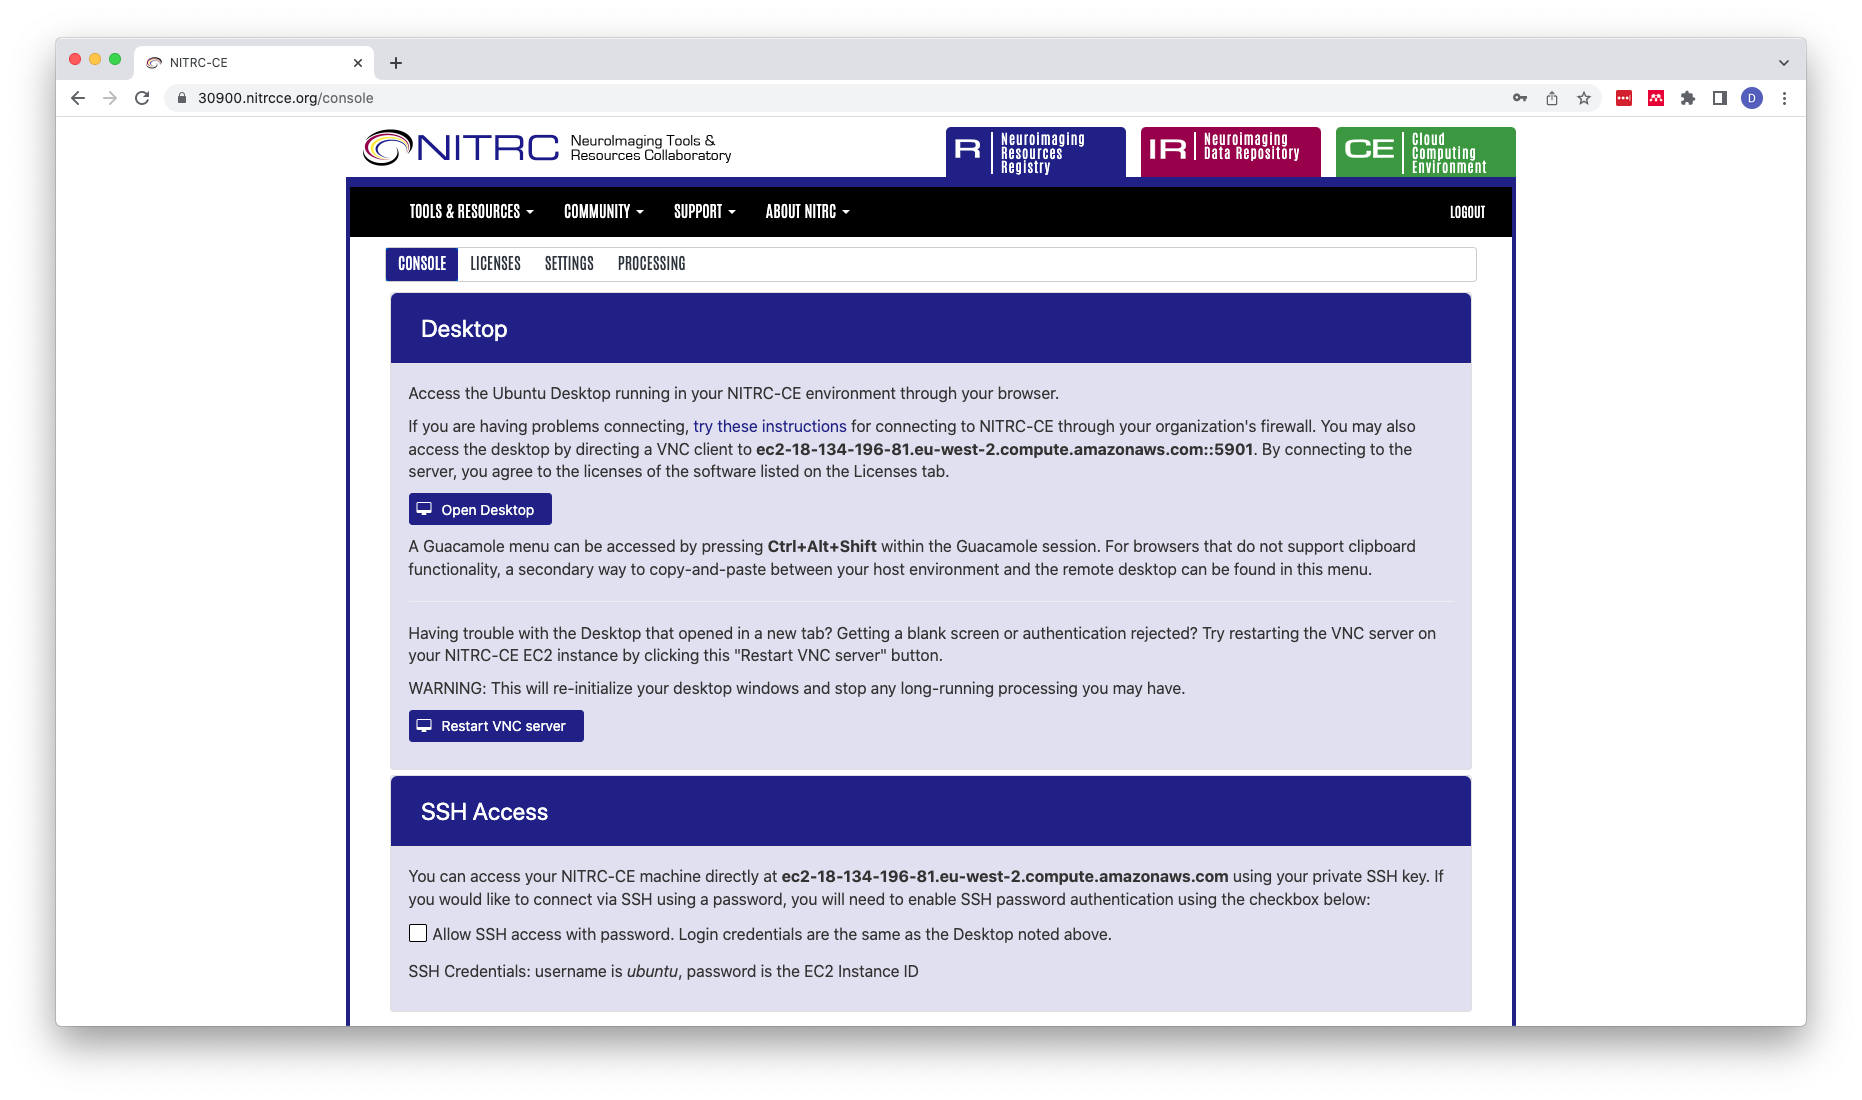 NITRC-CE
30900.nitrcce.org/console
D
NITRC
NeuroImaging Tools &
Resources Collaboratory
R
Neuroimaging
Resources
Registry
IR
Neuroimaging
Data Repository
CE
Cloud
Computing
Environment
TOOLS & RESOURCES COMMUNITY SUPPORT ABOUT NITRC LOGOUT
CONSOLE LICENSES SETTINGS PROCESSING
Desktop
Access the Ubuntu Desktop running in your NITRC-CE environment through your browser.
If you are having problems connecting, try these instructions for connecting to NITRC-CE through your organization's firewall. You may also
access the desktop by directing a VNC client to ec2-18-134-196-81.eu-west-2.compute.amazonaws.com::5901. By connecting to the
server, you agree to the licenses of the software listed on the Licenses tab.
Open Desktop
A Guacamole menu can be accessed by pressing Ctrl+Alt+Shift within the Guacamole session. For browsers that do not support clipboard
functionality, a secondary way to copy-and-paste between your host environment and the remote desktop can be found in this menu.
Having trouble with the Desktop that opened in a new tab? Getting a blank screen or authentication rejected? Try restarting the VNC server on
your NITRC-CE EC2 instance by clicking this "Restart VNC server" button.
WARNING: This will re-initialize your desktop windows and stop any long-running processing you may have.
Restart VNC server
SSH Access
You can access your NITRC-CE machine directly at ec2-18-134-196-81.eu-west-2.compute.amazonaws.com using your private SSH key. If
you would like to connect via SSH using a password, you will need to enable SSH password authentication using the checkbox below:
Allow SSH access with password. Login credentials are the same as the Desktop noted above.
SSH Credentials: username is ubuntu, password is the EC2 Instance ID